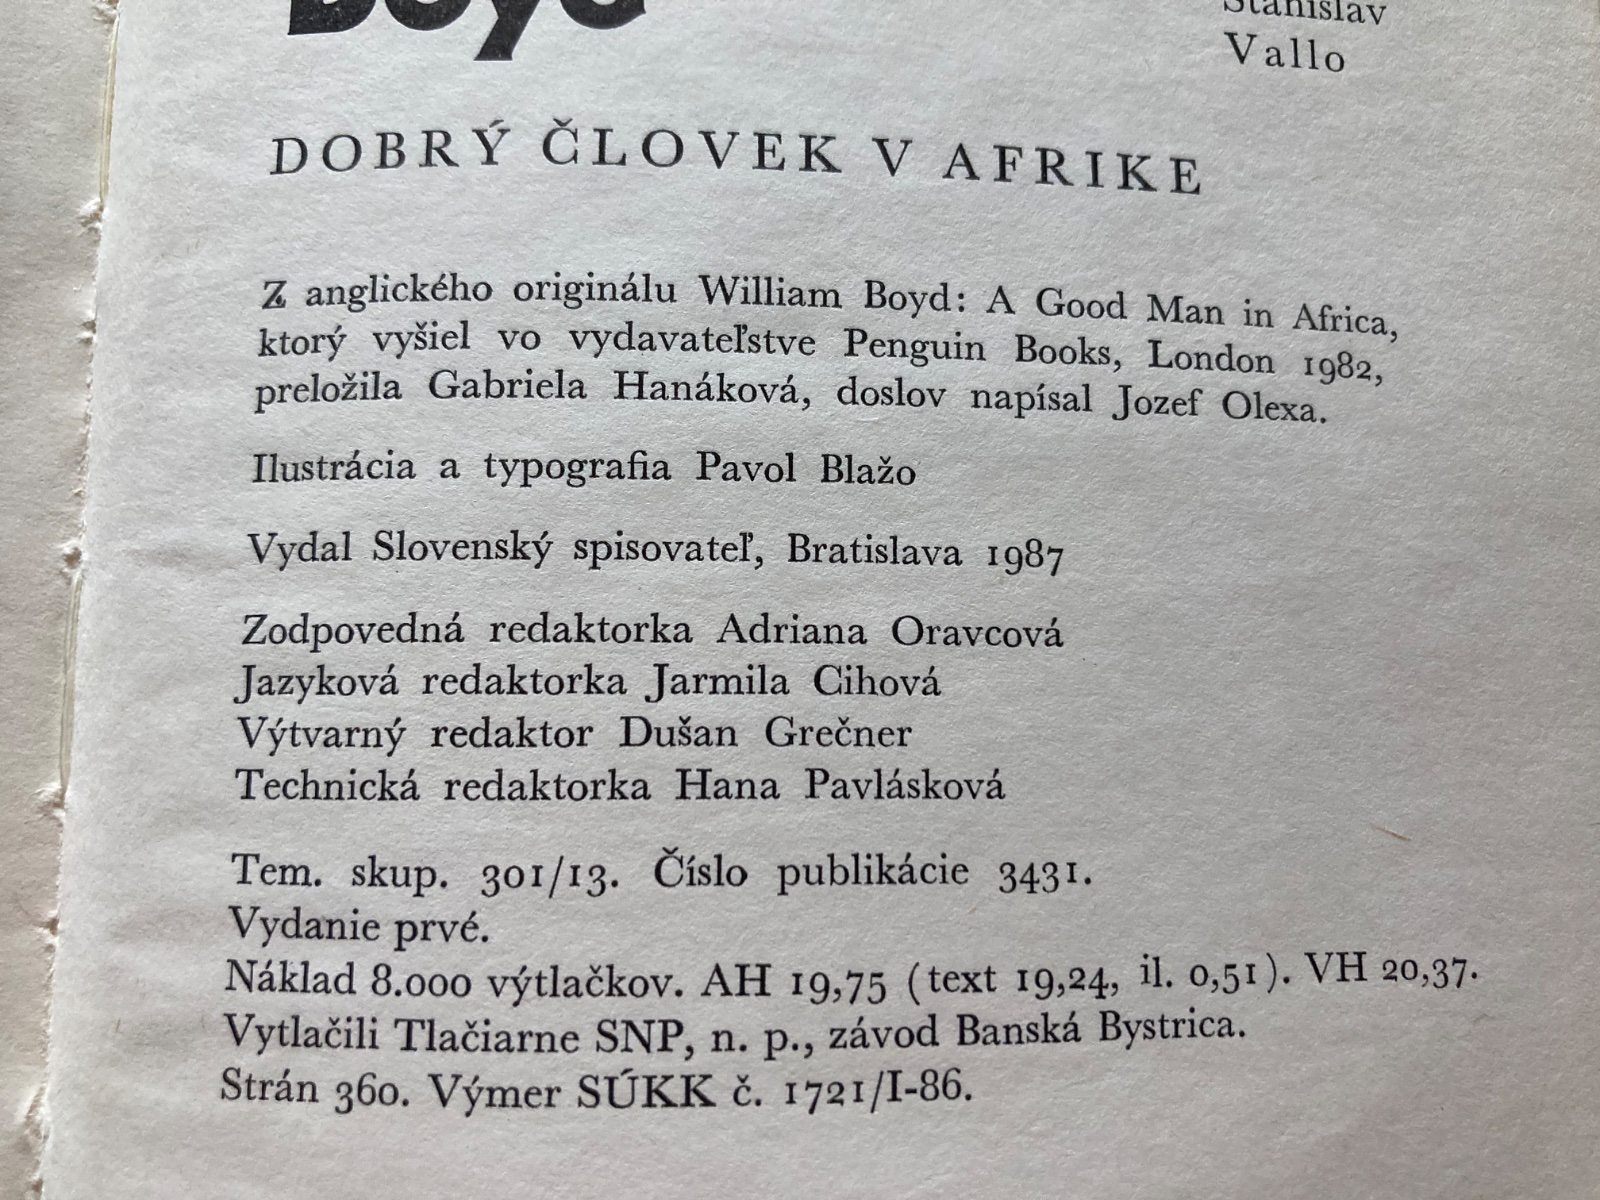 Boyd
Stanislav
Vallo
DOBRÝ ČLOVEK V AFRIKE
Z anglického originálu William Boyd: A Good Man in Africa,
ktorý vyšiel vo vydavateľstve Penguin Books, London 1982,
preložila Gabriela Hanáková, doslov napísal Jozef Olexa.
Ilustrácia a typografia Pavol Blažo
Vydal Slovenský spisovateľ, Bratislava 1987
Zodpovedná redaktorka Adriana Oravcová
Jazyková redaktorka Jarmila Cihová
Výtvarný redaktor Dušan Grečner
Technická redaktorka Hana Pavlásková
Tem. skup. 301/13. Číslo publikácie 3431.
Vydanie prvé.
Náklad 8.000 výtlačkov. AH 19,75 (text 19,24, il. 0,51). VH 20,37.
Vytlačili Tlačiarne SNP, n. p., závod Banská Bystrica.
Strán 360. Výmer SÚKK č. 1721/I-86.